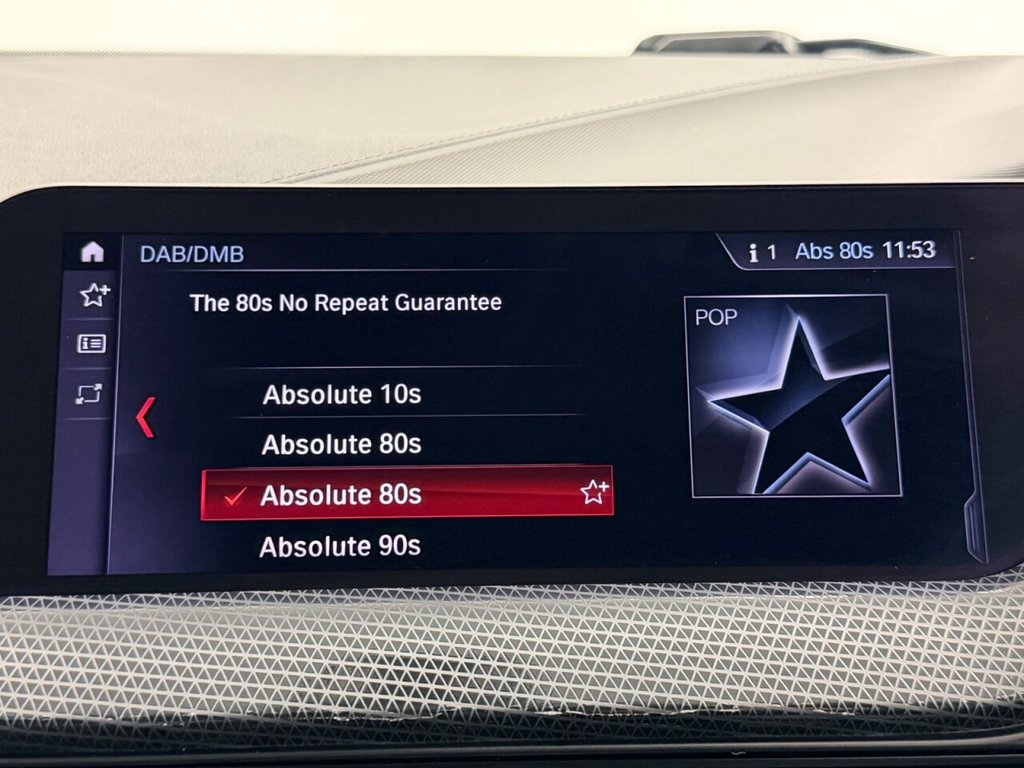 DAB/DMB
i 1 Abs 80s 11:53
The 80s No Repeat Guarantee
POP
Absolute 10s
Absolute 80s
Absolute 80s
Absolute 90s